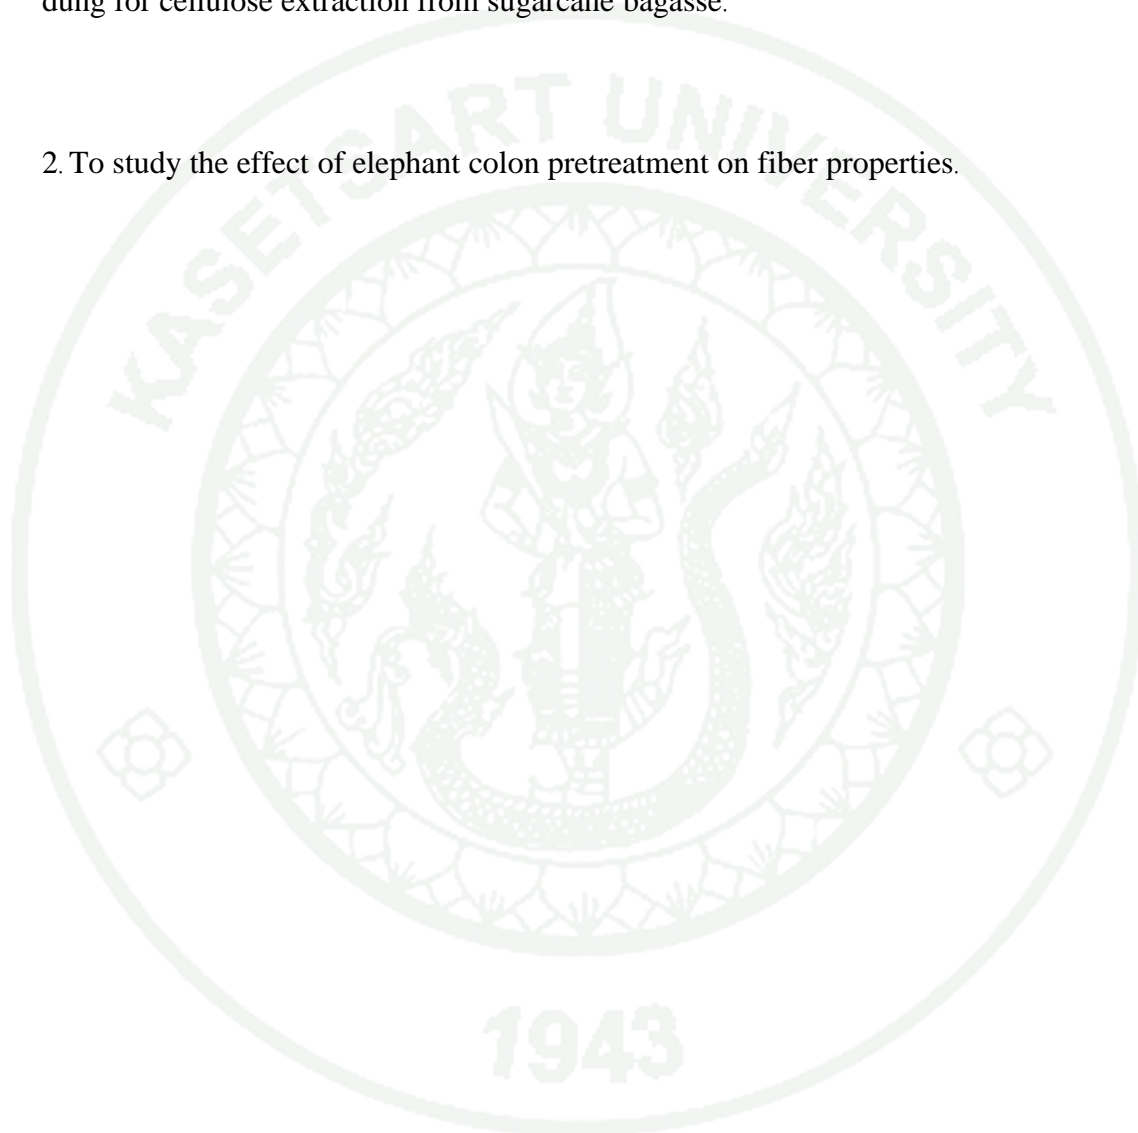 dung for cellulose extraction from sugarcane bagasse.
2. To study the effect of elephant colon pretreatment on fiber properties.
KASETSART UNIVERSITY
1943